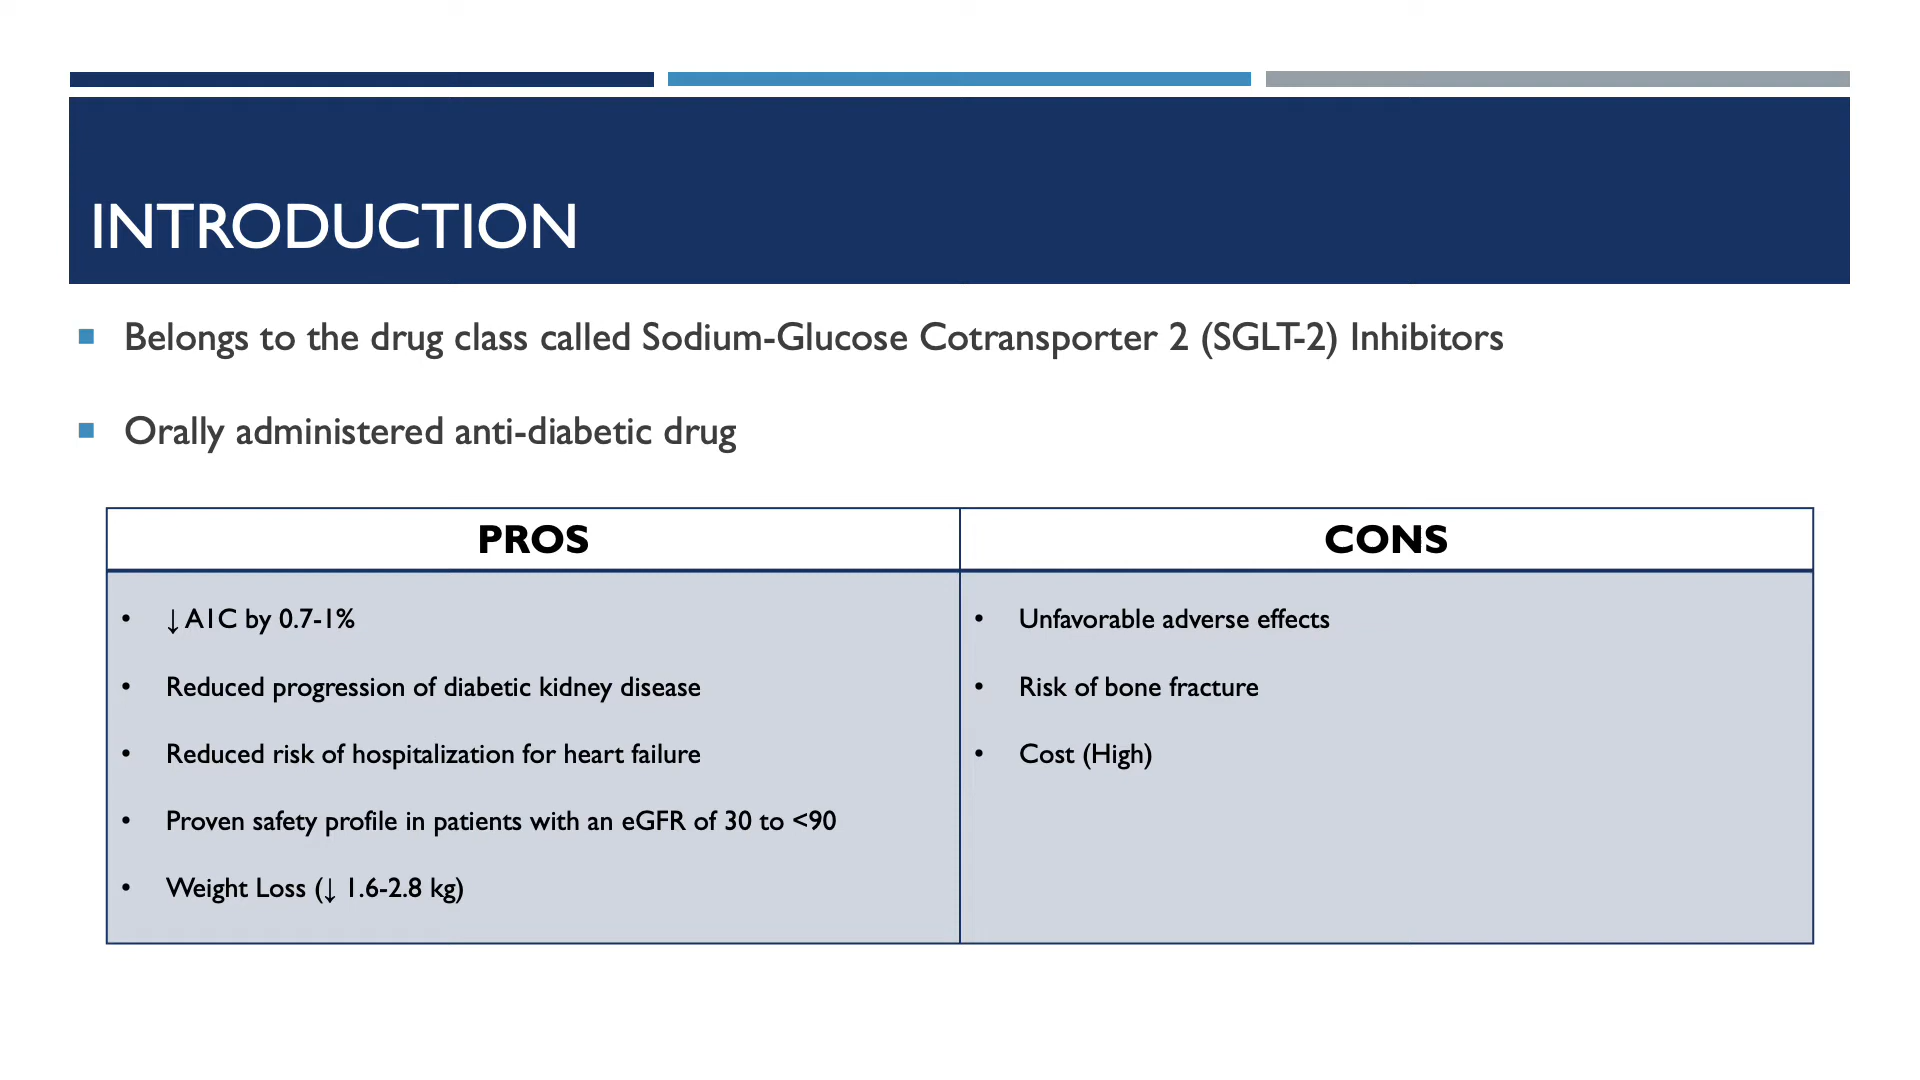 INTRODUCTION
Belongs to the drug class called Sodium-Glucose Cotransporter 2 (SGLT-2) Inhibitors
Orally administered anti-diabetic drug
PROS
• ↓ A1C by 0.7-1%
• Reduced progression of diabetic kidney disease
• Reduced risk of hospitalization for heart failure
• Proven safety profile in patients with an eGFR of 30 to <90
• Weight Loss (↓ 1.6-2.8 kg)
CONS
• Unfavorable adverse effects
• Risk of bone fracture
• Cost (High)